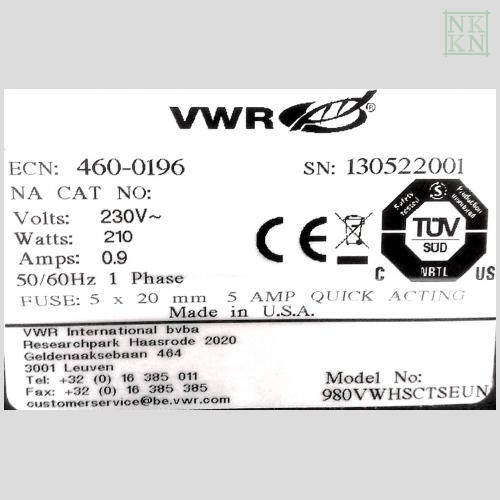 NK
KN
VWR®
ECN: 460-0196 SN: 130522001
NA CAT NO:
Volts: 230V~
Watts: 210
Amps: 0.9
50/60Hz 1 Phase
Safety tested
S
Production monitored
TÜV
SÜD
C NRTL US
FUSE: 5 x 20 mm 5 AMP QUICK ACTING
Made in U.S.A.
VWR International bvba
Researchpark Haasrode 2020
Geldenaaksebaan 464
3001 Leuven
Tel: +32 (0) 16 385 011
Fax: +32 (0) 16 385 385
customerservice@be.vwr.com
Model No:
980VWHSCTSEUN